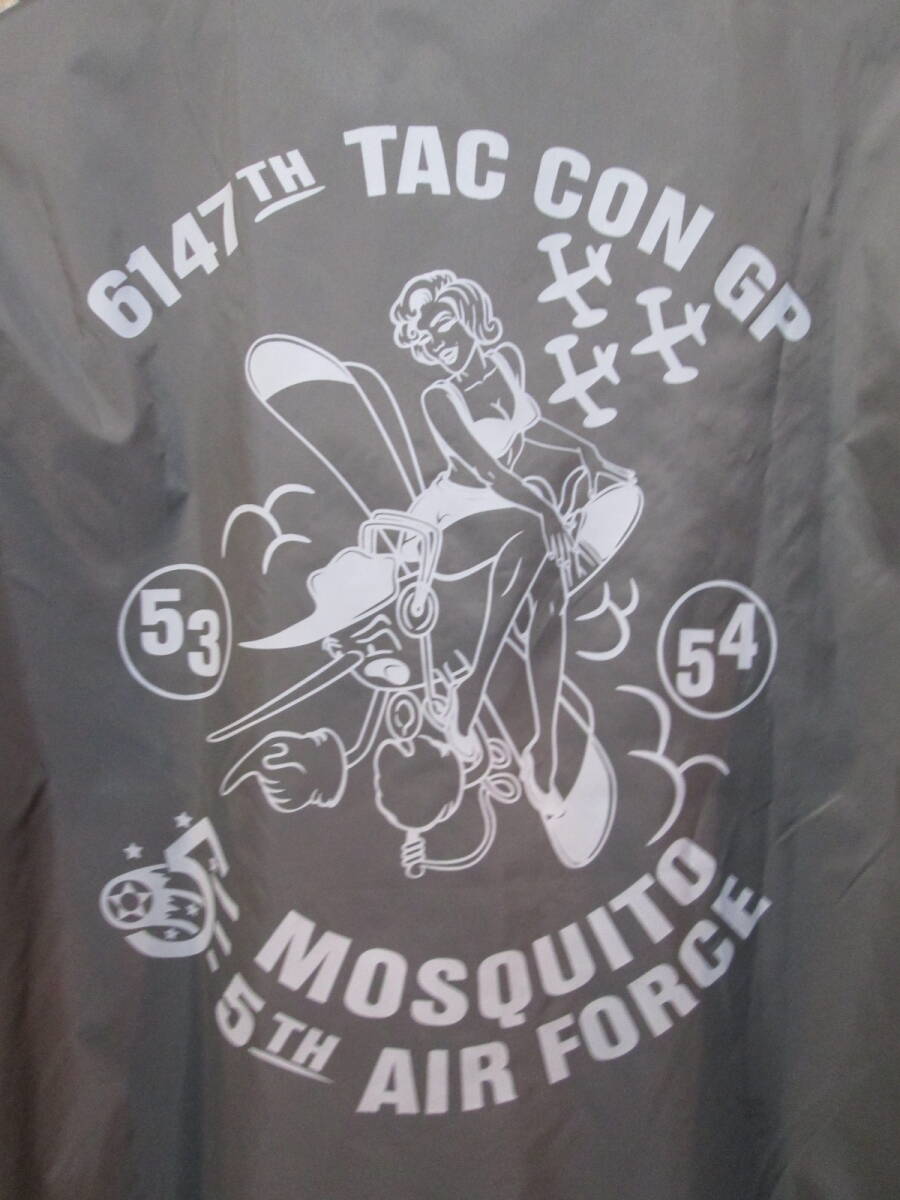 6147TH TAC CON GP
53
54
MOSQUITO
5TH AIR FORCE